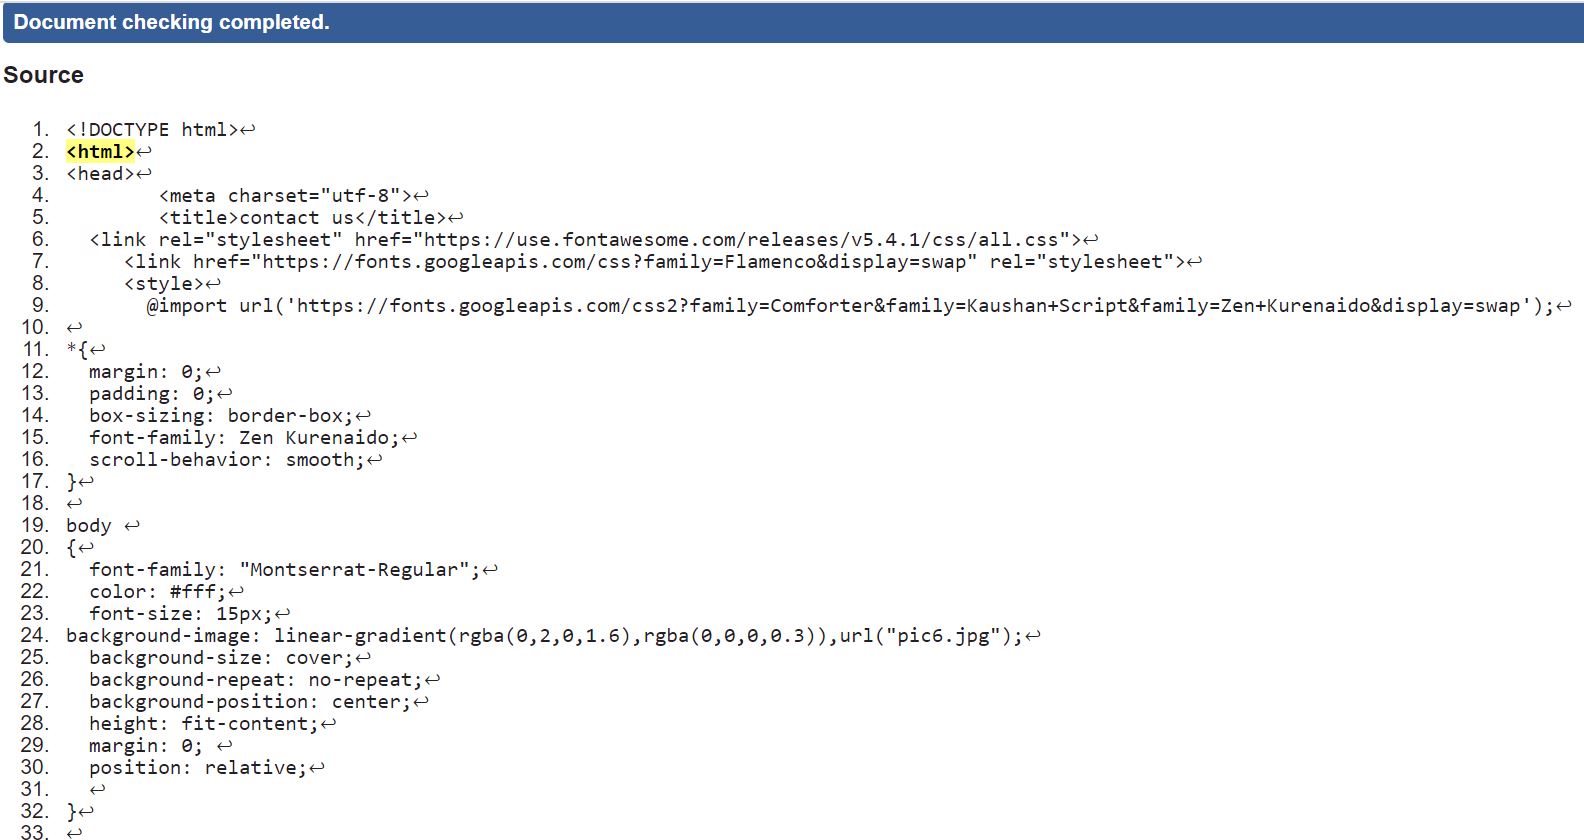 Document checking completed.
Source
1. <!DOCTYPE html>↩
2. <html>↩
3. <head>↩
4. <meta charset="utf-8">↩
5. <title>contact us</title>↩
6. <link rel="stylesheet" href="https://use.fontawesome.com/releases/v5.4.1/css/all.css">↩
7. <link href="https://fonts.googleapis.com/css?family=Flamenco&display=swap" rel="stylesheet">↩
8. <style>↩
9. @import url('https://fonts.googleapis.com/css2?family=Comforter&family=Kaushan+Script&family=Zen+Kurenaido&display=swap');↩
10. ↩
11. *{↩
12. margin: 0;↩
13. padding: 0;↩
14. box-sizing: border-box;↩
15. font-family: Zen Kurenaido;↩
16. scroll-behavior: smooth;↩
17. }↩
18. ↩
19. body ↩
20. {↩
21. font-family: "Montserrat-Regular";↩
22. color: #fff;↩
23. font-size: 15px;↩
24. background-image: linear-gradient(rgba(0,2,0,1.6),rgba(0,0,0,0.3)),url("pic6.jpg");↩
25. background-size: cover;↩
26. background-repeat: no-repeat;↩
27. background-position: center;↩
28. height: fit-content;↩
29. margin: 0; ↩
30. position: relative;↩
31. ↩
32. }↩
33. ↩